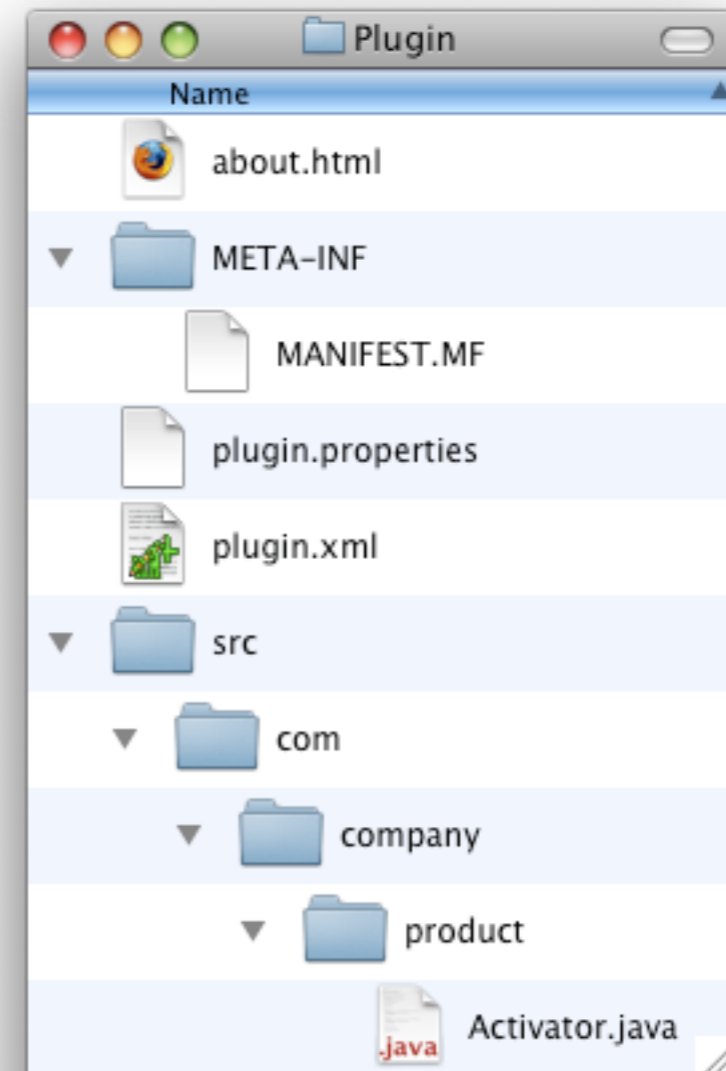 Plugin
Name
about.html
META-INF
MANIFEST.MF
plugin.properties
plugin.xml
src
com
company
product
.java
Activator.java